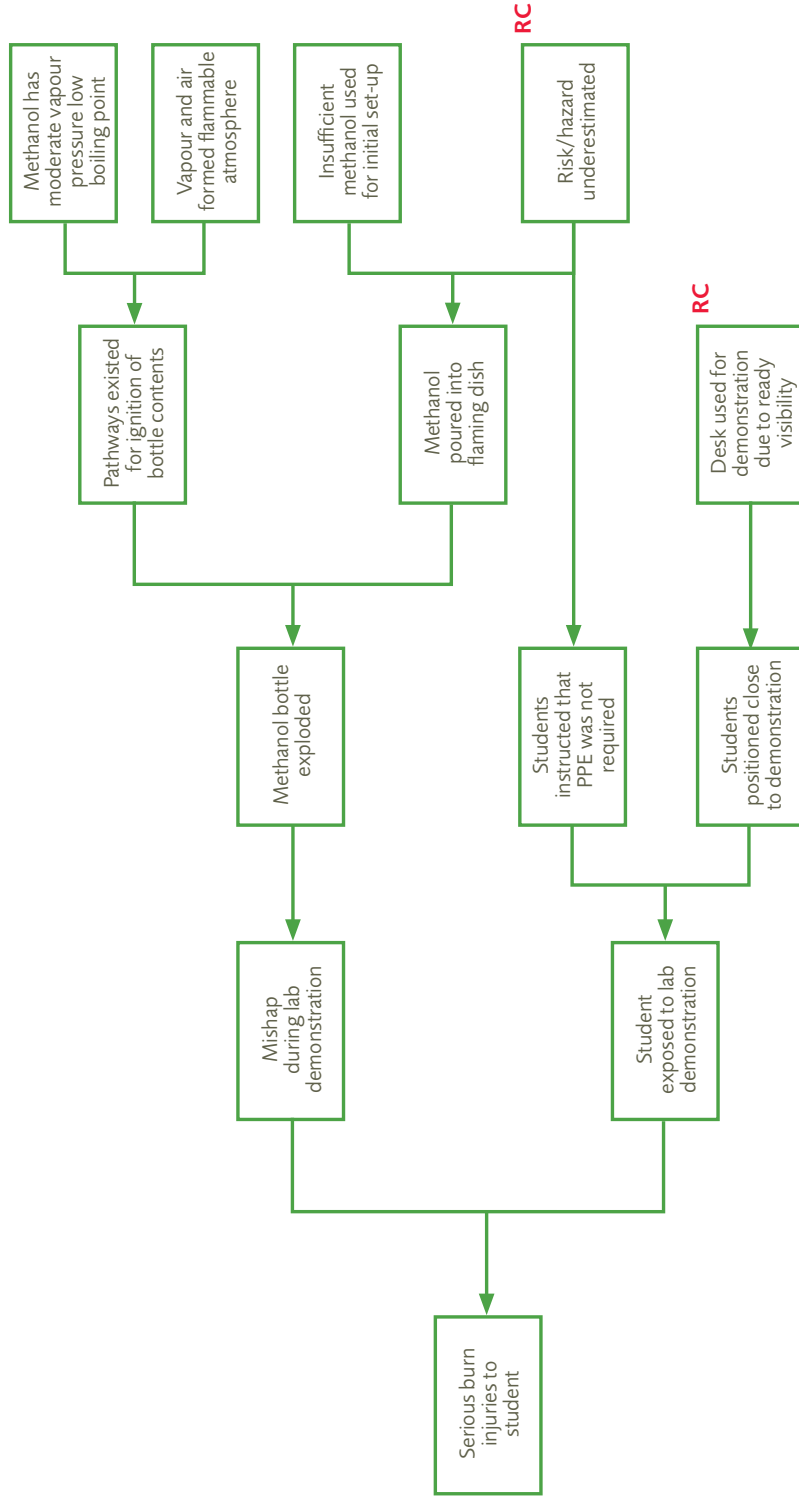 Serious burn
injuries to
student
Mishap
during lab
demonstration
Student
exposed to lab
demonstration
Methanol bottle
exploded
Students
instructed that
PPE was not
required
Students
positioned close
to demonstration
Pathways existed
for ignition of
bottle contents
Methanol
poured into
flaming dish
Desk used for
demonstration
due to ready
visibility
RC
Methanol has
moderate vapour
pressure low
boiling point
Vapour and air
formed flammable
atmosphere
Insufficient
methanol used
for initial set-up
Risk/hazard
underestimated
RC